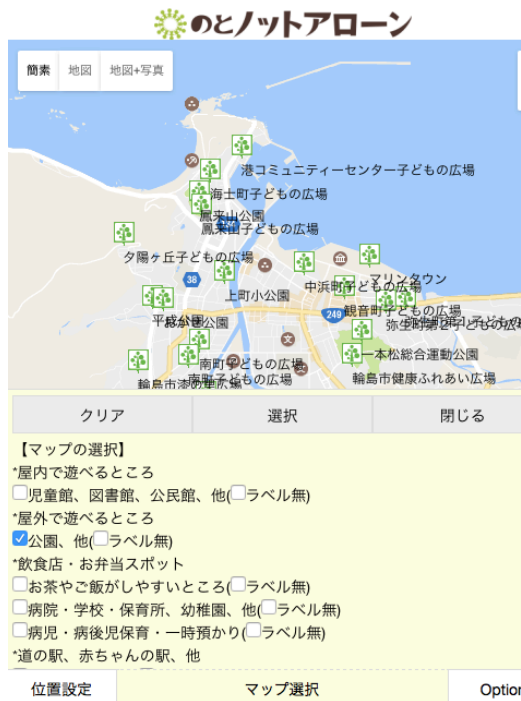 のとノットアローン
簡素 地図 地図+写真
港コミュニティーセンター子どもの広場
海士町子どもの広場
鳳来山公園
鳳来山子どもの広場
夕陽ヶ丘子どもの広場
38
マリンタウン
中浜町子ども広場
上町小公園
249
観音町子どもの広場
平成公園
一本松総合運動公園
南町子どもの広場
輪島市健康ふれあい広場
クリア 選択 閉じる
【マップの選択】
*屋内で遊べるところ
児童館、図書館、公民館、他(ラベル無)
*屋外で遊べるところ
公園、他(ラベル無)
*飲食店・お弁当スポット
お茶やご飯がしやすいところ(ラベル無)
病院・学校・保育所、幼稚園、他(ラベル無)
病児・病後児保育・一時預かり(ラベル無)
*道の駅、赤ちゃんの駅、他
位置設定 マップ選択 Option